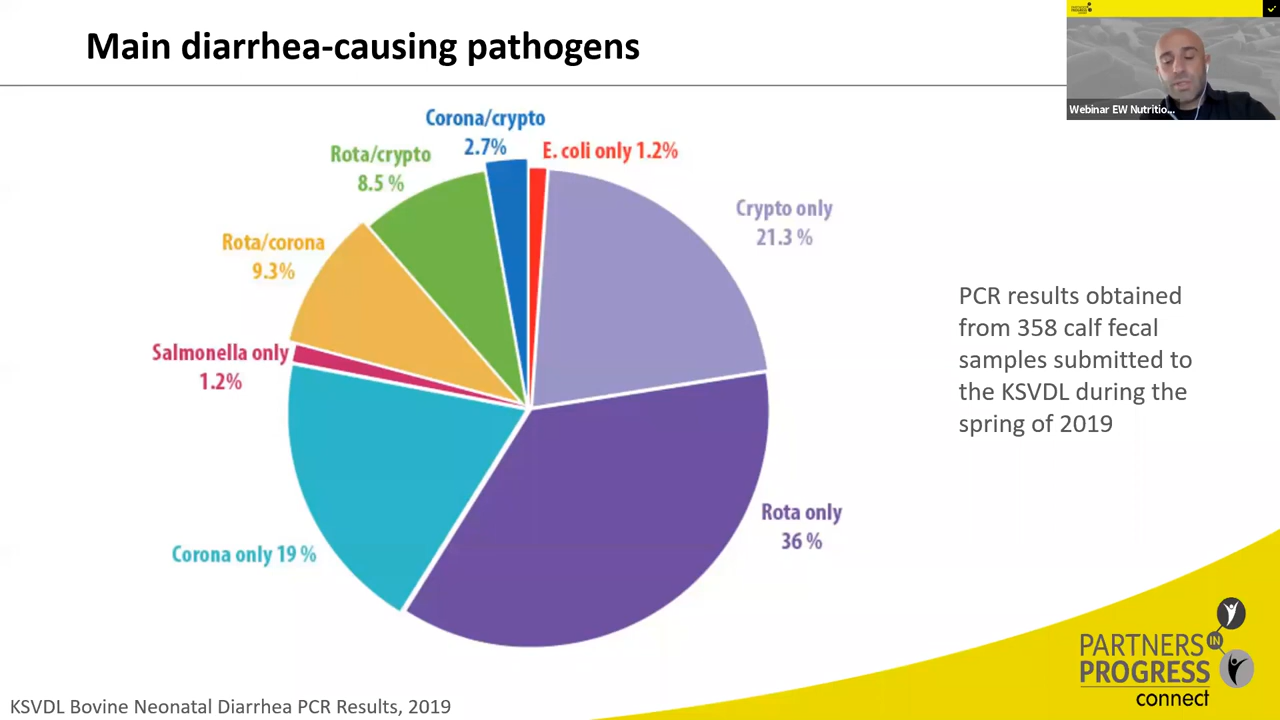 Main diarrhea-causing pathogens
PARTNERS
PROGRESS
Webinar EW Nutritio...
Corona/crypto
2.7%
E. coli only 1.2%
Rota/crypto
8.5 %
Crypto only
21.3 %
Rota/corona
9.3%
PCR results obtained
from 358 calf fecal
samples submitted to
the KSVDL during the
spring of 2019
Salmonella only
1.2%
Rota only
36 %
Corona only 19 %
PARTNERS IN
PROGRESS
connect
KSVDL Bovine Neonatal Diarrhea PCR Results, 2019